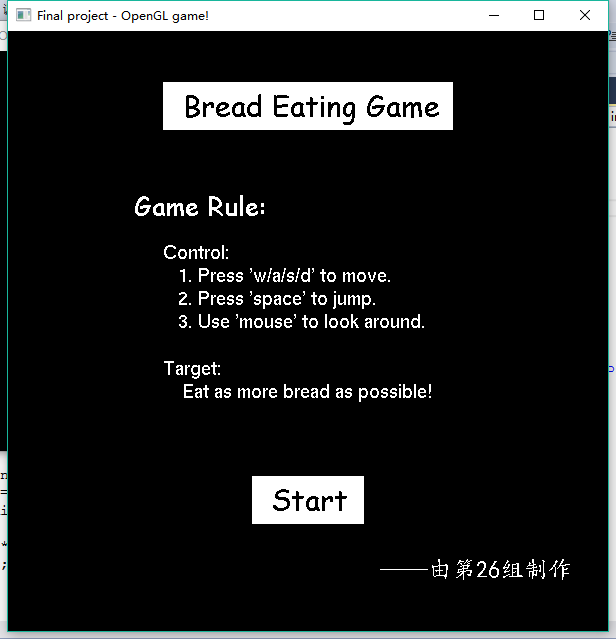 Final project - OpenGL game!
Bread Eating Game
Game Rule:
Control:
1. Press 'w/a/s/d' to move.
2. Press 'space' to jump.
3. Use 'mouse' to look around.
Target:
Eat as more bread as possible!
Start
——由第26组制作